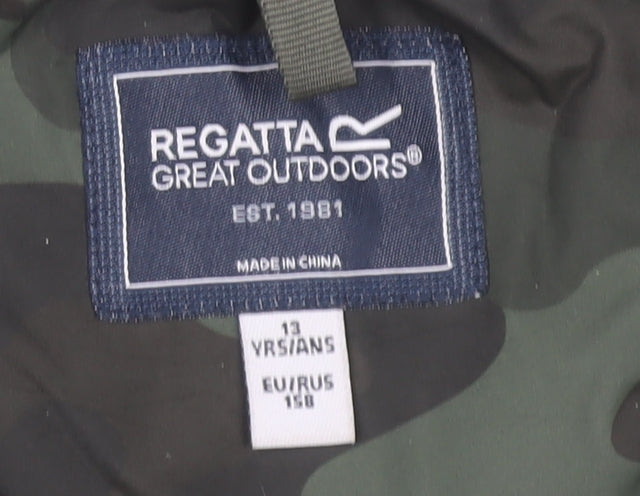 REGATTA R
GREAT OUTDOORS®
EST. 1981
MADE IN CHINA
13
YRS/ANS
EU/RUS
158